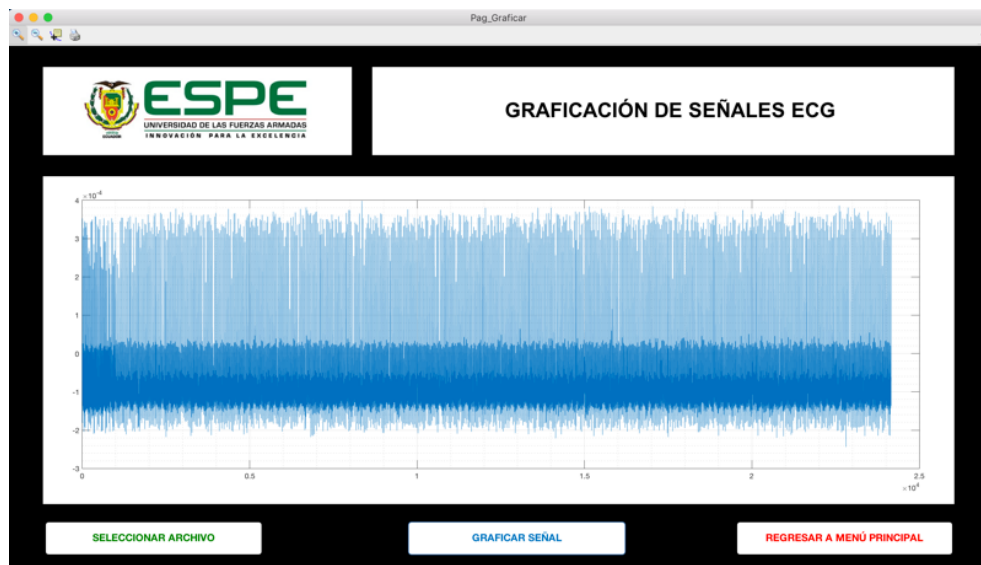 Pag_Graficar
ESPE
UNIVERSIDAD DE LAS FUERZAS ARMADAS
INNOVACIÓN PARA LA EXCELENCIA
GRAFICACIÓN DE SEÑALES ECG
×10⁻⁴
4
3
2
1
0
-1
-2
-3
0 0.5 1 1.5 2 2.5
×10⁴
SELECCIONAR ARCHIVO
GRAFICAR SEÑAL
REGRESAR A MENÚ PRINCIPAL